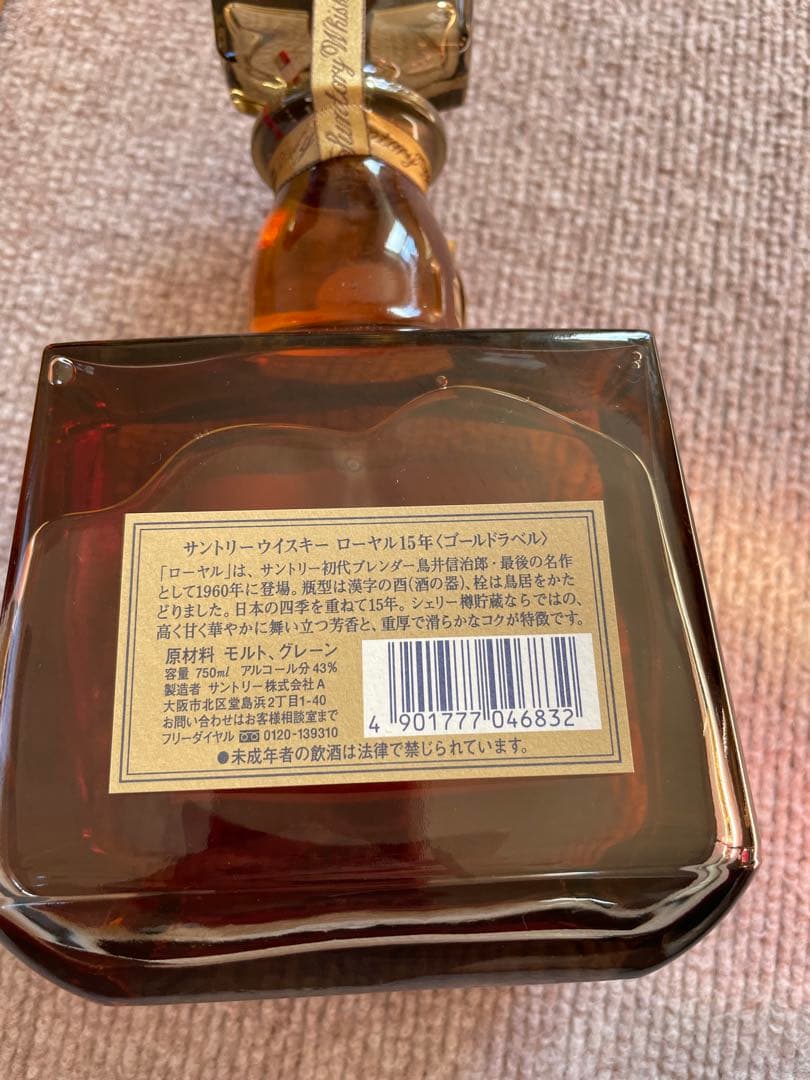 Suntory Whisk
サントリーウイスキー ローヤル15年〈ゴールドラベル〉
「ローヤル」は、サントリー初代ブレンダー鳥井信治郎・最後の名作
として1960年に登場。瓶型は漢字の酉(酒の器)、栓は鳥居をかた
どりました。日本の四季を重ねて15年。シェリー樽貯蔵ならではの、
高く甘く華やかに舞い立つ芳香と、重厚で滑らかなコクが特徴です。
原材料 モルト、グレーン
容量 750ml アルコール分 43%
製造者 サントリー株式会社A
大阪市北区堂島浜2丁目1-40
お問い合わせはお客様相談室まで
フリーダイヤル 0120-139310
4 901777 046832
●未成年者の飲酒は法律で禁じられています。